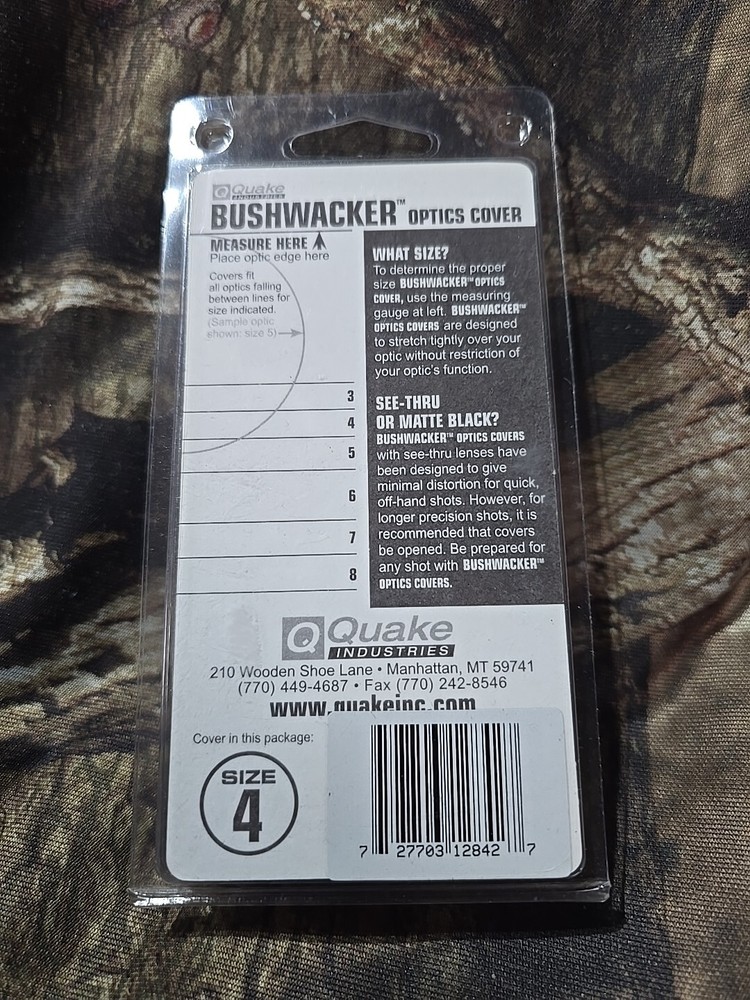 Quake
INDUSTRIES
BUSHWACKER™ OPTICS COVER
MEASURE HERE
Place optic edge here
Covers fit
all optics falling
between lines for
size indicated.
(Sample optic
shown: size 5)
3
4
5
6
7
8
WHAT SIZE?
To determine the proper
size BUSHWACKER™ OPTICS
COVER, use the measuring
gauge at left. BUSHWACKER™
OPTICS COVERS are designed
to stretch tightly over your
optic without restriction of
your optic's function.
SEE-THRU
OR MATTE BLACK?
BUSHWACKER™ OPTICS COVERS
with see-thru lenses have
been designed to give
minimal distortion for quick,
off-hand shots. However, for
longer precision shots, it is
recommended that covers
be opened. Be prepared for
any shot with BUSHWACKER™
OPTICS COVERS.
Quake
INDUSTRIES
210 Wooden Shoe Lane • Manhattan, MT 59741
(770) 449-4687 • Fax (770) 242-8546
www.quakeinc.com
Cover in this package:
SIZE
4
7 27703 12842 7